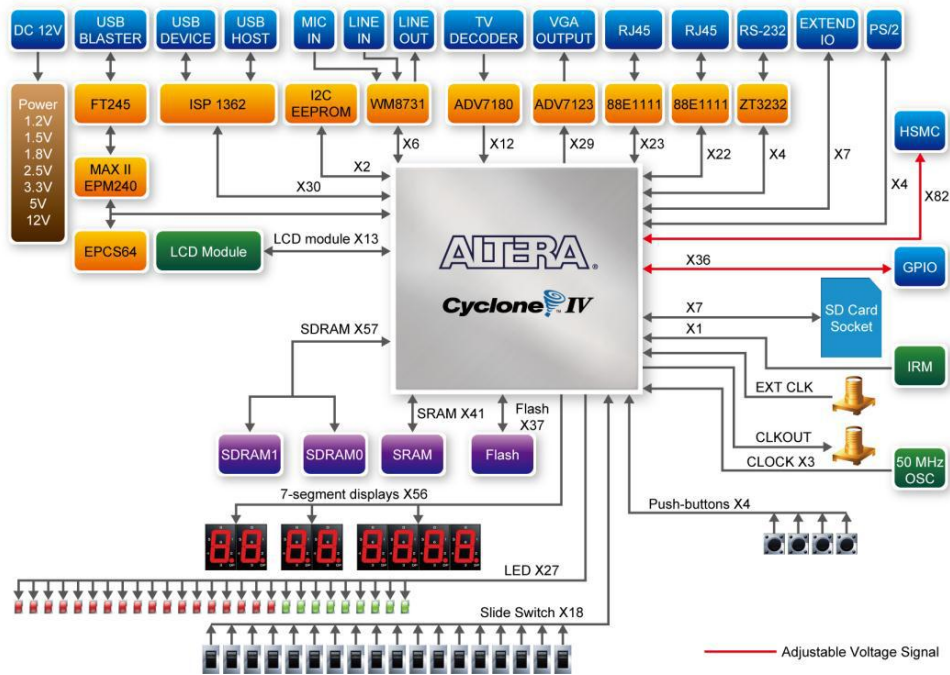 DC 12V
USB
BLASTER
USB
DEVICE
USB
HOST
MIC
IN
LINE
IN
LINE
OUT
TV
DECODER
VGA
OUTPUT
RJ45
RJ45
RS-232
EXTEND
IO
PS/2
Power
1.2V
1.5V
1.8V
2.5V
3.3V
5V
12V
FT245
ISP 1362
I2C
EEPROM
WM8731
ADV7180
ADV7123
88E1111
88E1111
ZT3232
HSMC
MAX II
EPM240
X30
X2
X6
X12
X29
X23
X22
X4
X7
X4
X82
EPCS64
LCD Module
LCD module X13
ALTERA
Cyclone IV
X36
GPIO
X7
SD Card
Socket
X1
IRM
SDRAM X57
EXT CLK
CLKOUT
CLOCK X3
50 MHz
OSC
SRAM X41
Flash
X37
SDRAM1
SDRAM0
SRAM
Flash
7-segment displays X56
Push-buttons X4
LED X27
Slide Switch X18
Adjustable Voltage Signal